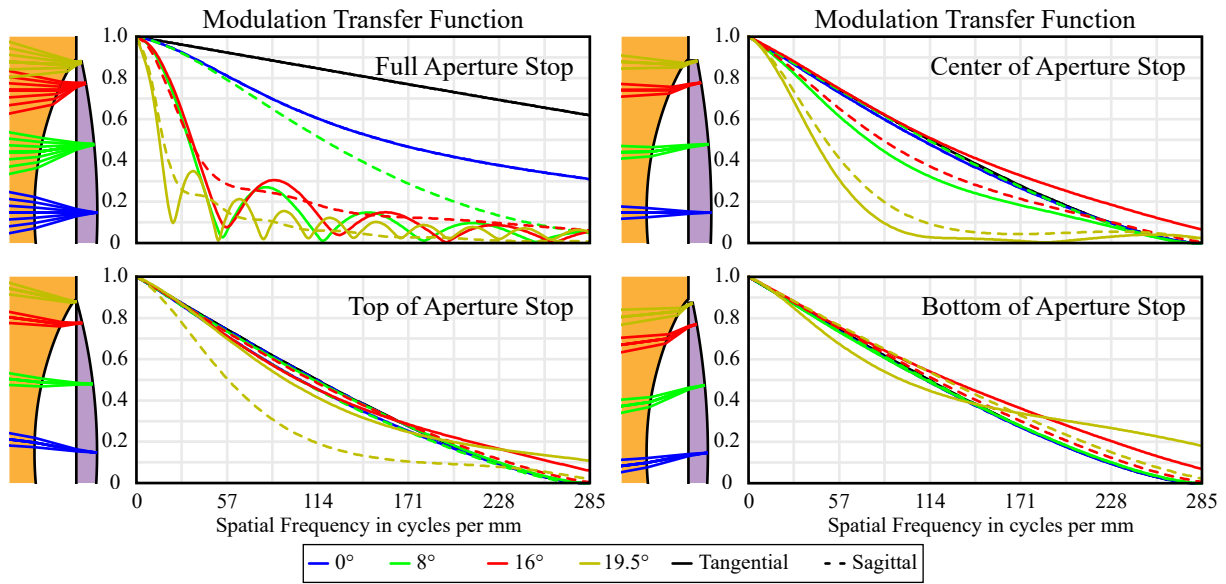 Modulation Transfer Function
Modulation Transfer Function
1.0
0.8
0.6
0.4
0.2
0
Full Aperture Stop
1.0
0.8
0.6
0.4
0.2
0
Center of Aperture Stop
1.0
0.8
0.6
0.4
0.2
0
Top of Aperture Stop
0 57 114 171 228 285
Spatial Frequency in cycles per mm
1.0
0.8
0.6
0.4
0.2
0
Bottom of Aperture Stop
0 57 114 171 228 285
Spatial Frequency in cycles per mm
0° 8° 16° 19.5° Tangential Sagittal